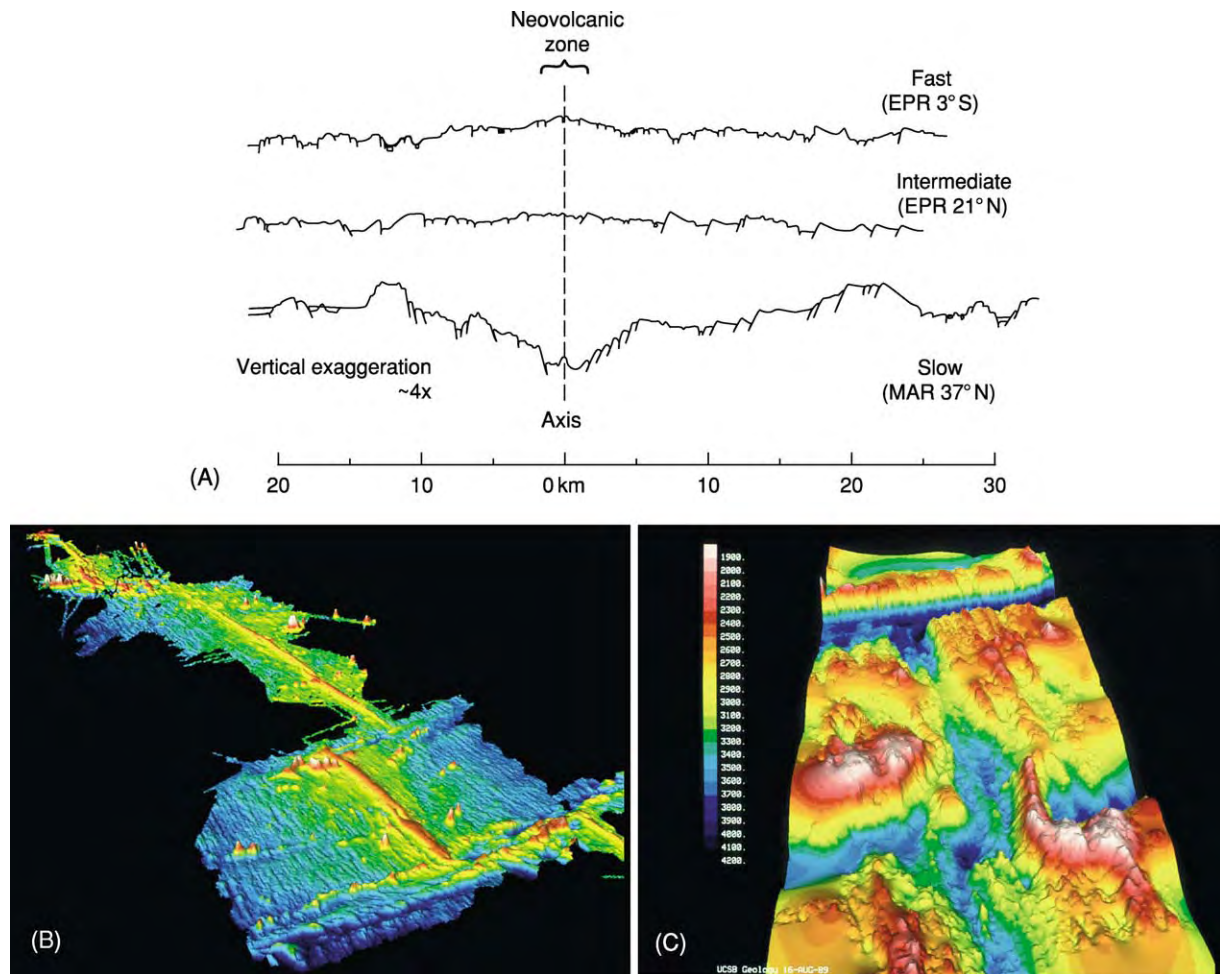 Neovolcanic
zone
Fast
(EPR 3° S)
Intermediate
(EPR 21° N)
Vertical exaggeration
~4x
Slow
(MAR 37° N)
Axis
(A)
20 10 0 km 10 20 30
(B)
1900.
2000.
2100.
2200.
2300.
2400.
2500.
2600.
2700.
2800.
2900.
3000.
3100.
3200.
3300.
3400.
3500.
3600.
3700.
3800.
3900.
4000.
4100.
4200.
(C)
UCSB Geology 16-AUG-89